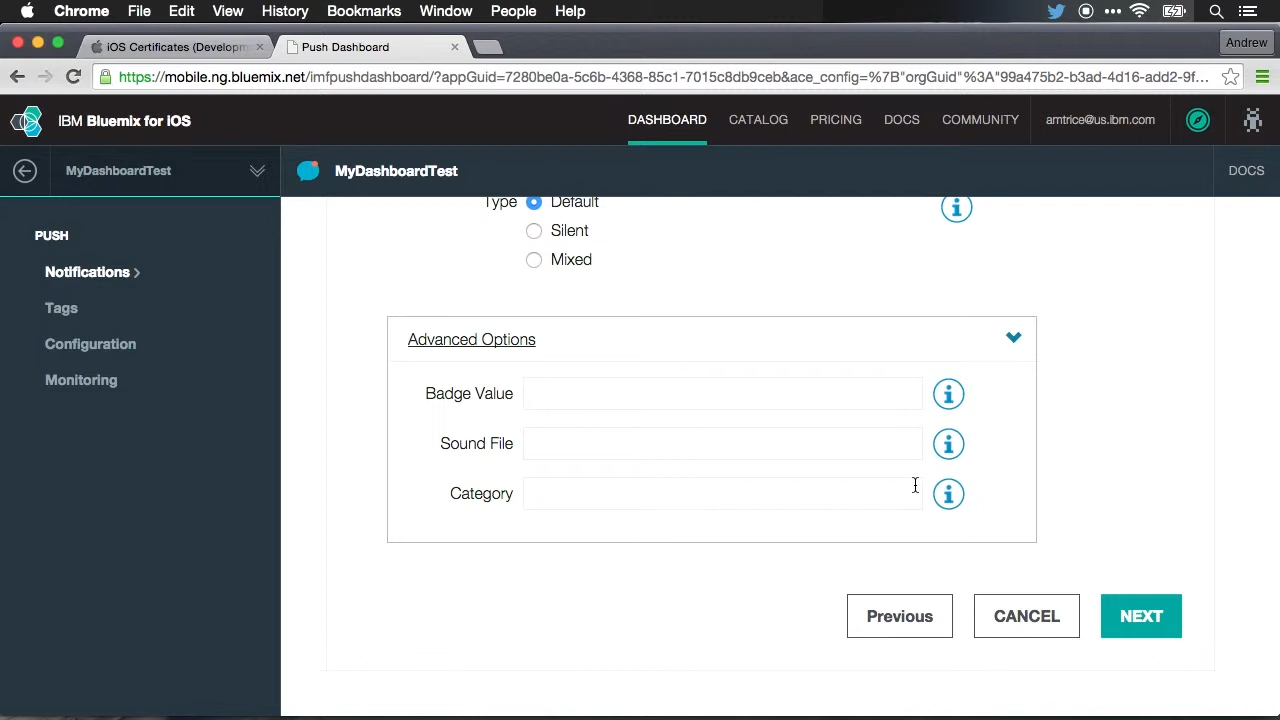 Chrome File Edit View History Bookmarks Window People Help
iOS Certificates (Developm
Push Dashboard
Andrew
https://mobile.ng.bluemix.net/imfpushdashboard/?appGuid=7280be0a-5c6b-4368-85c1-7015c8db9ceb&ace_config=%7B"orgGuid"%3A"99a475b2-b3ad-4d16-add2-9f...
IBM Bluemix for iOS
DASHBOARD CATALOG PRICING DOCS COMMUNITY amtrice@us.ibm.com
MyDashboardTest
MyDashboardTest
DOCS
PUSH
Notifications
Tags
Configuration
Monitoring
Type Default
Silent
Mixed
Advanced Options
Badge Value
Sound File
Category
Previous CANCEL NEXT